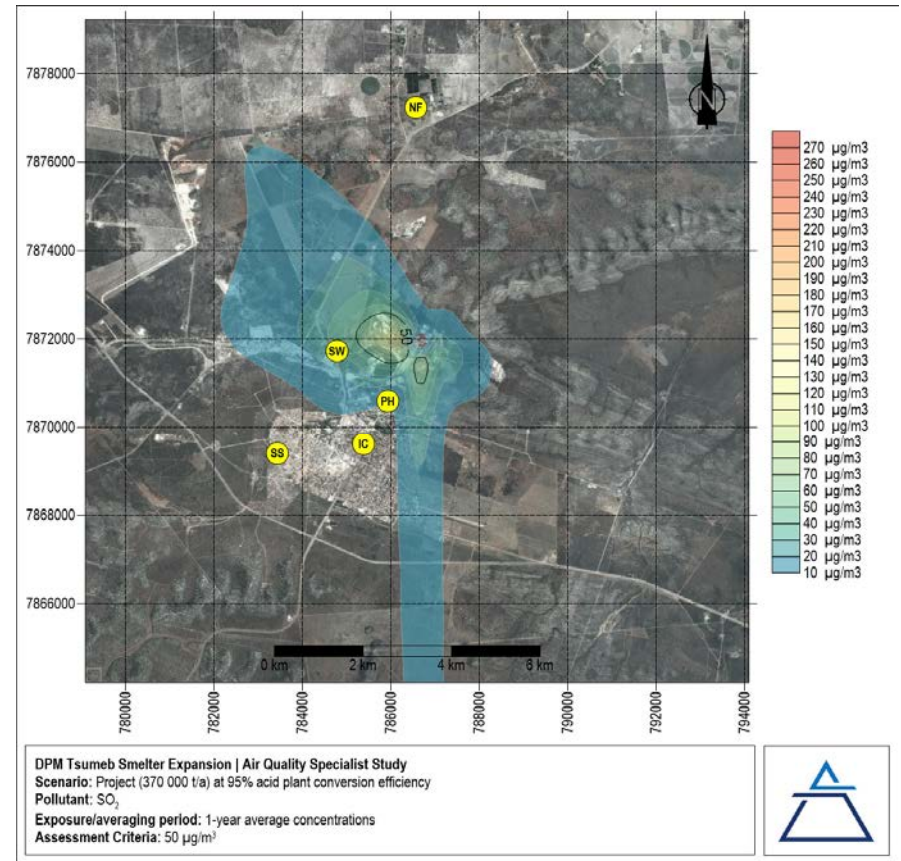 7878000
7876000
7874000
7872000
7870000
7868000
7866000
NF
N
SW
50
PH
IC
SS
0 km
2 km
4 km
6 km
780000
782000
784000
786000
788000
790000
792000
794000
270 µg/m3
260 µg/m3
250 µg/m3
240 µg/m3
230 µg/m3
220 µg/m3
210 µg/m3
200 µg/m3
190 µg/m3
180 µg/m3
170 µg/m3
160 µg/m3
150 µg/m3
140 µg/m3
130 µg/m3
120 µg/m3
110 µg/m3
100 µg/m3
90 µg/m3
80 µg/m3
70 µg/m3
60 µg/m3
50 µg/m3
40 µg/m3
30 µg/m3
20 µg/m3
10 µg/m3
DPM Tsumeb Smelter Expansion | Air Quality Specialist Study
Scenario: Project (370 000 t/a) at 95% acid plant conversion efficiency
Pollutant: SO₂
Exposure/averaging period: 1-year average concentrations
Assessment Criteria: 50 µg/m³